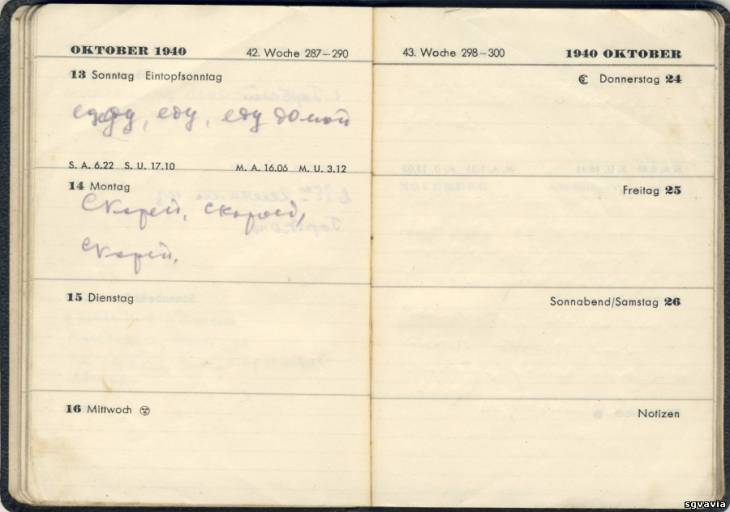 OKTOBER 1940 42. Woche 287–290
13 Sonntag Eintopfsonntag
еду, еду, еду домой
S. A. 6.22 S. U. 17.10 M. A. 16.06 M. U. 3.12
14 Montag
Скорей, скорей,
скорей.
15 Dienstag
16 Mittwoch
43. Woche 298–300 1940 OKTOBER
Donnerstag 24
Freitag 25
Sonnabend/Samstag 26
Notizen
sgvavia